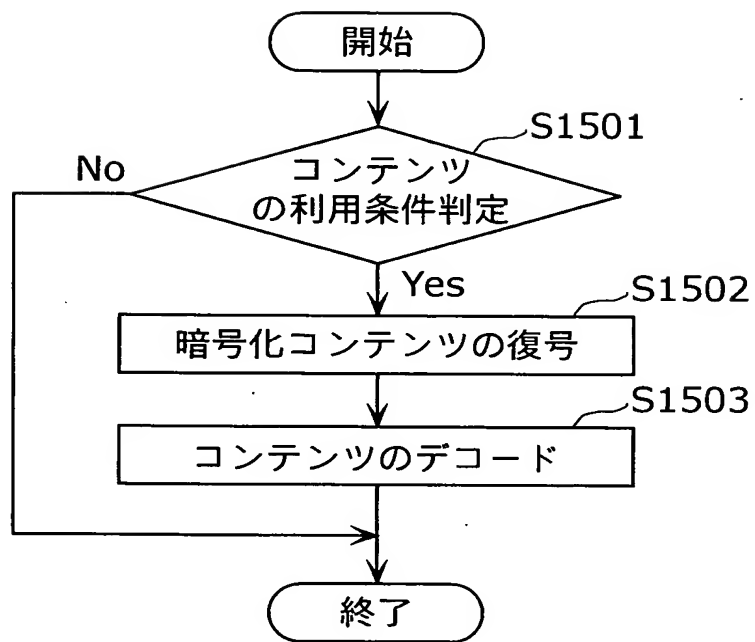 開始
S1501
No
コンテンツ
の利用条件判定
Yes
S1502
暗号化コンテンツの復号
S1503
コンテンツのデコード
終了